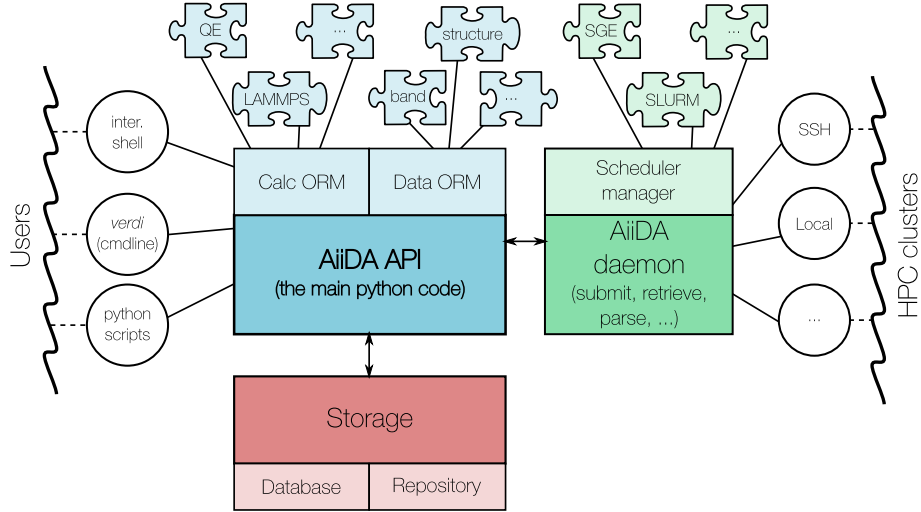 QE
...
structure
SGE
...
LAMMPS
band
...
SLURM
inter.
shell
SSH
Calc ORM
Data ORM
Scheduler
manager
Users
verdi
(cmdline)
AiiDA API
(the main python code)
AiiDA
daemon
(submit, retrieve,
parse, ...)
Local
HPC clusters
python
scripts
...
Storage
Database
Repository